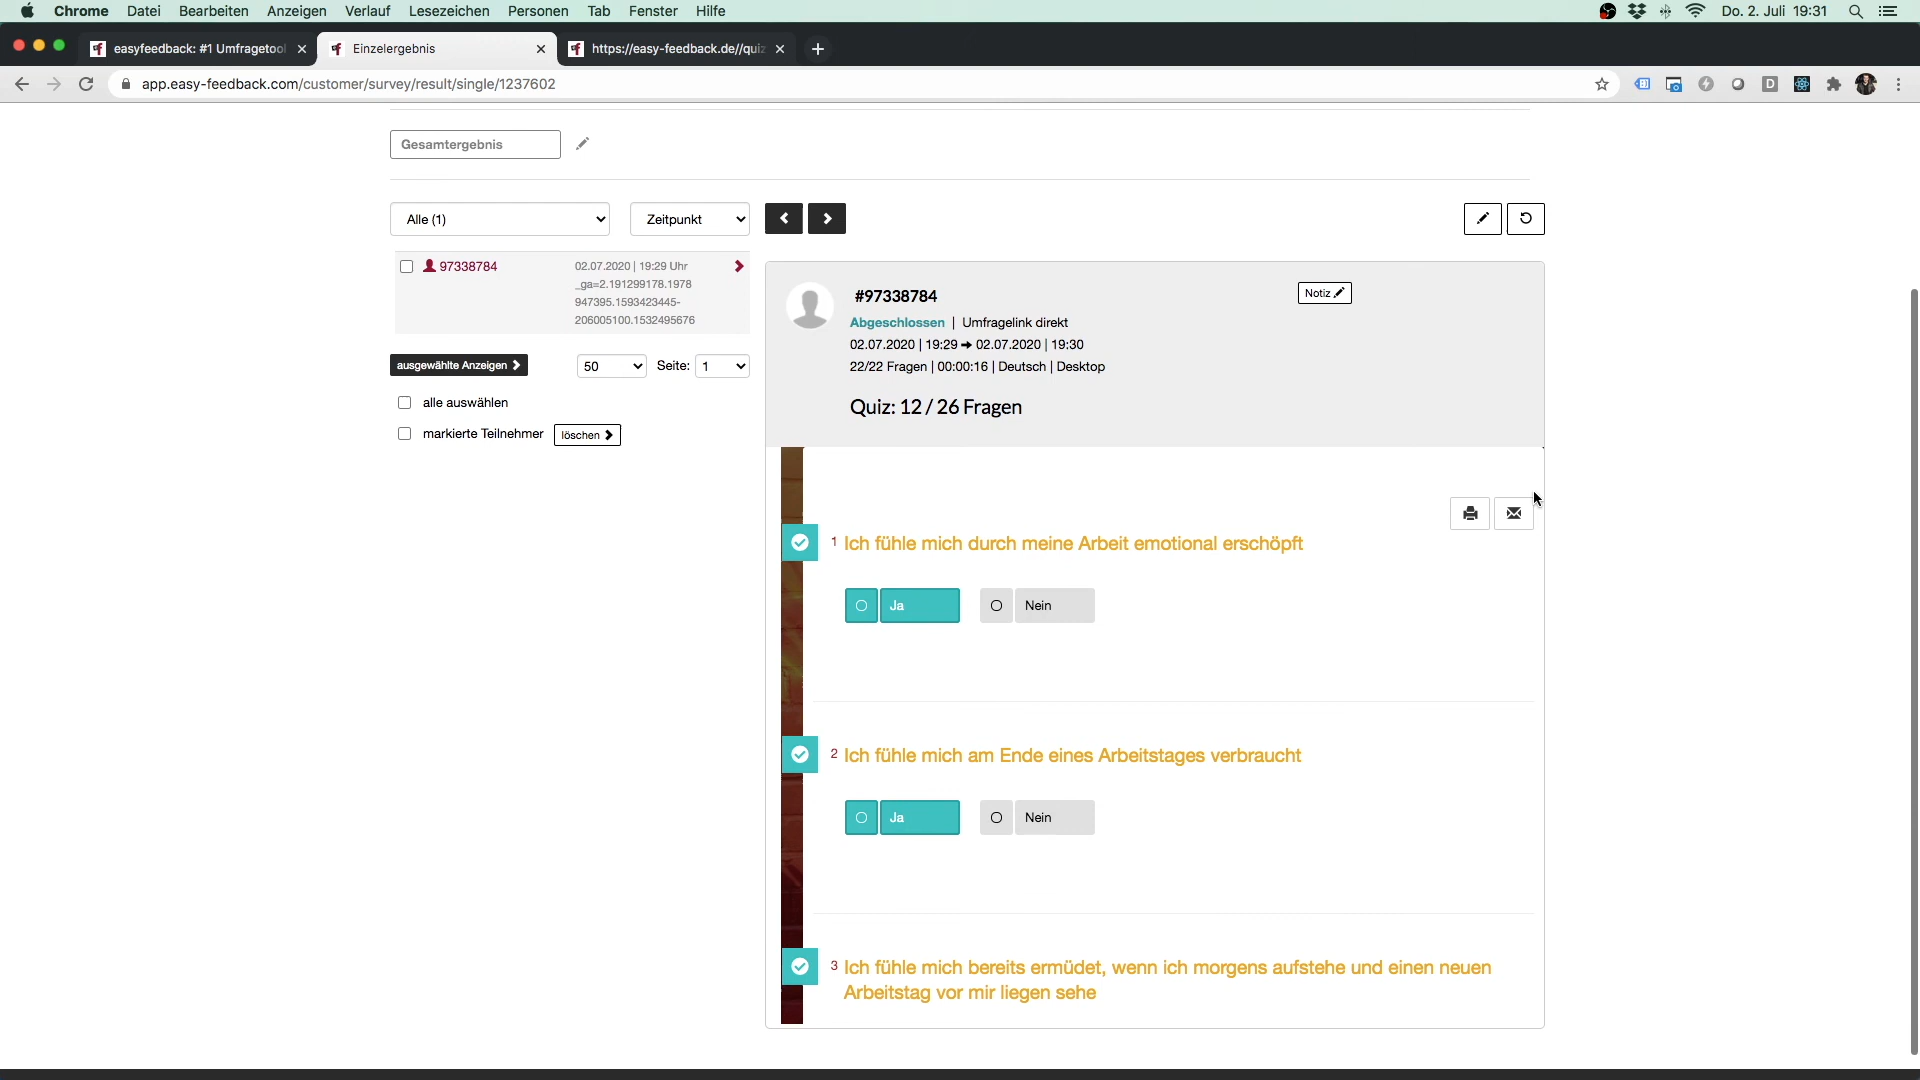 Chrome Datei Bearbeiten Anzeigen Verlauf Lesezeichen Personen Tab Fenster Hilfe Do. 2. Juli 19:31
easyfeedback: #1 Umfragetool
Einzelergebnis
https://easy-feedback.de//quiz
app.easy-feedback.com/customer/survey/result/single/1237602
Gesamtergebnis
Alle (1)
Zeitpunkt
97338784
02.07.2020 | 19:29 Uhr
_ga=2.191299178.1978
947395.1593423445-
206005100.1532495676
ausgewählte Anzeigen
50
Seite:
1
alle auswählen
markierte Teilnehmer
löschen
#97338784
Notiz
Abgeschlossen | Umfragelink direkt
02.07.2020 | 19:29 ➔ 02.07.2020 | 19:30
22/22 Fragen | 00:00:16 | Deutsch | Desktop
Quiz: 12 / 26 Fragen
1 Ich fühle mich durch meine Arbeit emotional erschöpft
Ja
Nein
2 Ich fühle mich am Ende eines Arbeitstages verbraucht
Ja
Nein
3 Ich fühle mich bereits ermüdet, wenn ich morgens aufstehe und einen neuen
Arbeitstag vor mir liegen sehe